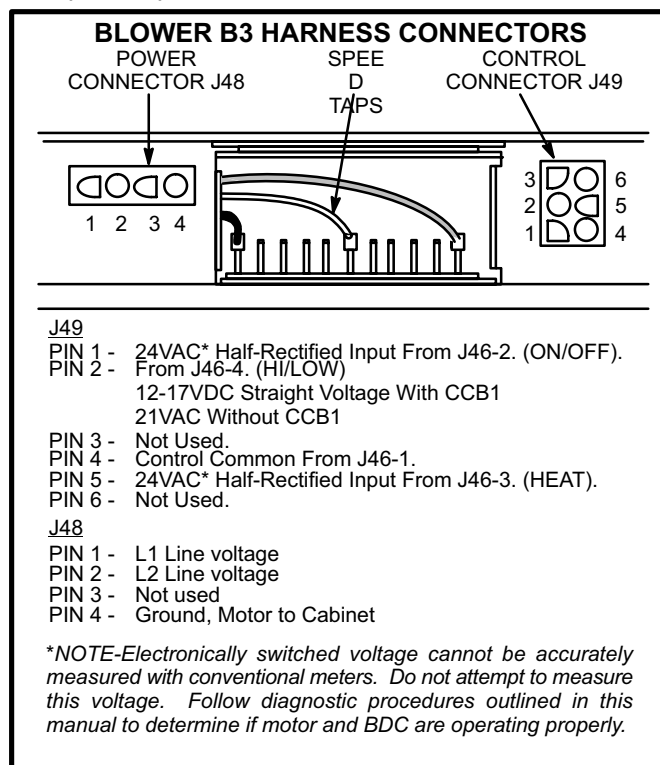 BLOWER B3 HARNESS CONNECTORS
POWER
CONNECTOR J48
SPEE
D
TAPS
CONTROL
CONNECTOR J49
1 2 3 4
3 6
2 5
1 4
J49
PIN 1 - 24VAC* Half-Rectified Input From J46-2. (ON/OFF).
PIN 2 - From J46-4. (HI/LOW)
12-17VDC Straight Voltage With CCB1
21VAC Without CCB1
PIN 3 - Not Used.
PIN 4 - Control Common From J46-1.
PIN 5 - 24VAC* Half-Rectified Input From J46-3. (HEAT).
PIN 6 - Not Used.
J48
PIN 1 - L1 Line voltage
PIN 2 - L2 Line voltage
PIN 3 - Not used
PIN 4 - Ground, Motor to Cabinet
*NOTE-Electronically switched voltage cannot be accurately
measured with conventional meters. Do not attempt to measure
this voltage. Follow diagnostic procedures outlined in this
manual to determine if motor and BDC are operating properly.